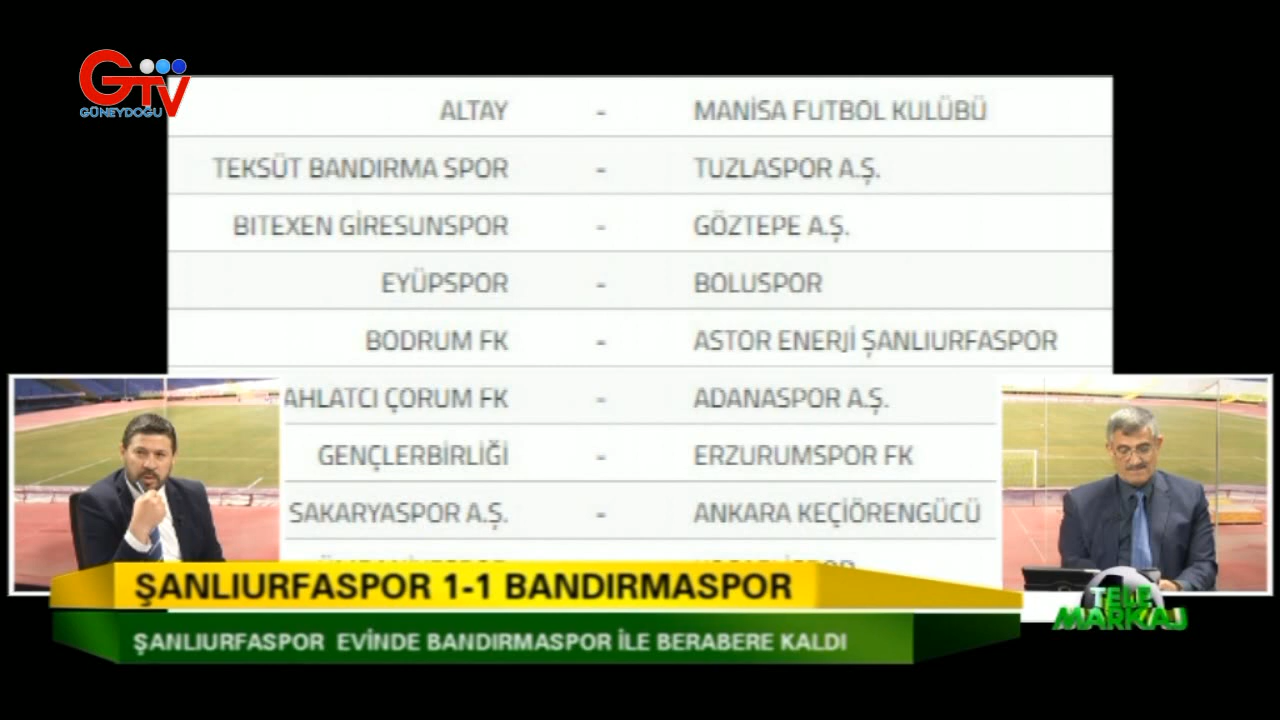 GTV
GÜNEYDOĞU
ALTAY - MANİSA FUTBOL KULÜBÜ
TEKSÜT BANDIRMA SPOR - TUZLASPOR A.Ş.
BITEXEN GİRESUNSPOR - GÖZTEPE A.Ş.
EYÜPSPOR - BOLUSPOR
BODRUM FK - ASTOR ENERJİ ŞANLIURFASPOR
AHLATCI ÇORUM FK - ADANASPOR A.Ş.
GENÇLERBİRLİĞİ - ERZURUMSPOR FK
SAKARYASPOR A.Ş. - ANKARA KEÇİÖRENGÜCÜ
ŞANLIURFASPOR 1-1 BANDIRMASPOR
ŞANLIURFASPOR EVİNDE BANDIRMASPOR İLE BERABERE KALDI
TELE
MARKAJ